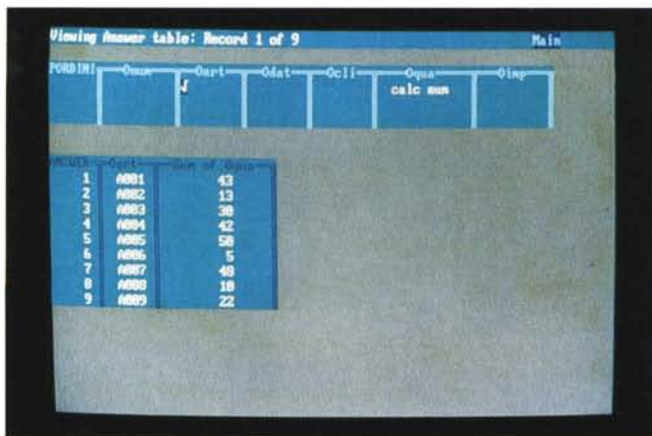 Viewing Answer table: Record 1 of 9 Main
PORDINI Onum Oart Odat Ocli Oqua Oimp
√ calc sum
ANSWER Oart Sum of Oqua
1 A001 43
2 A002 13
3 A003 30
4 A004 42
5 A005 50
6 A006 5
7 A007 48
8 A008 10
9 A009 22